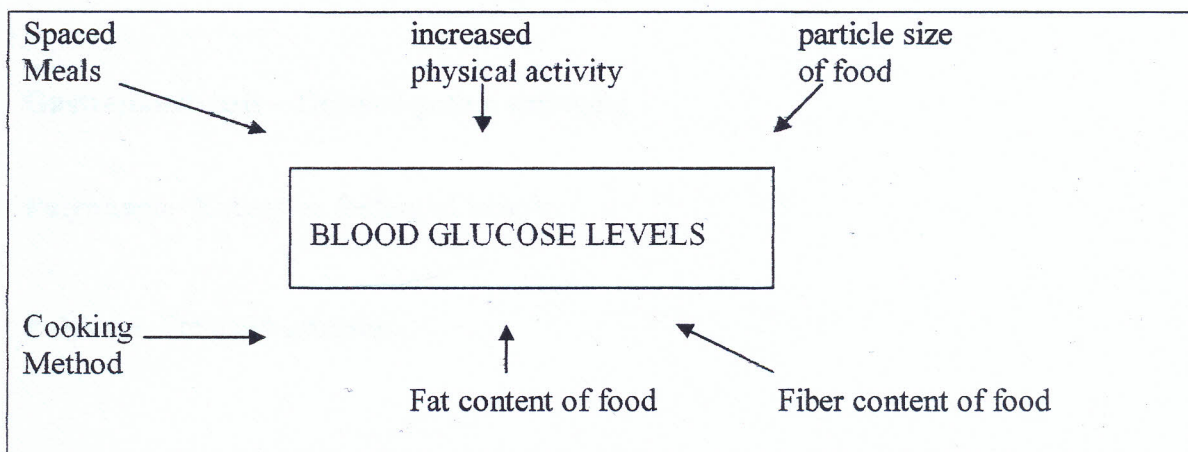 Spaced
Meals
increased
physical activity
particle size
of food
BLOOD GLUCOSE LEVELS
Cooking
Method
Fat content of food
Fiber content of food